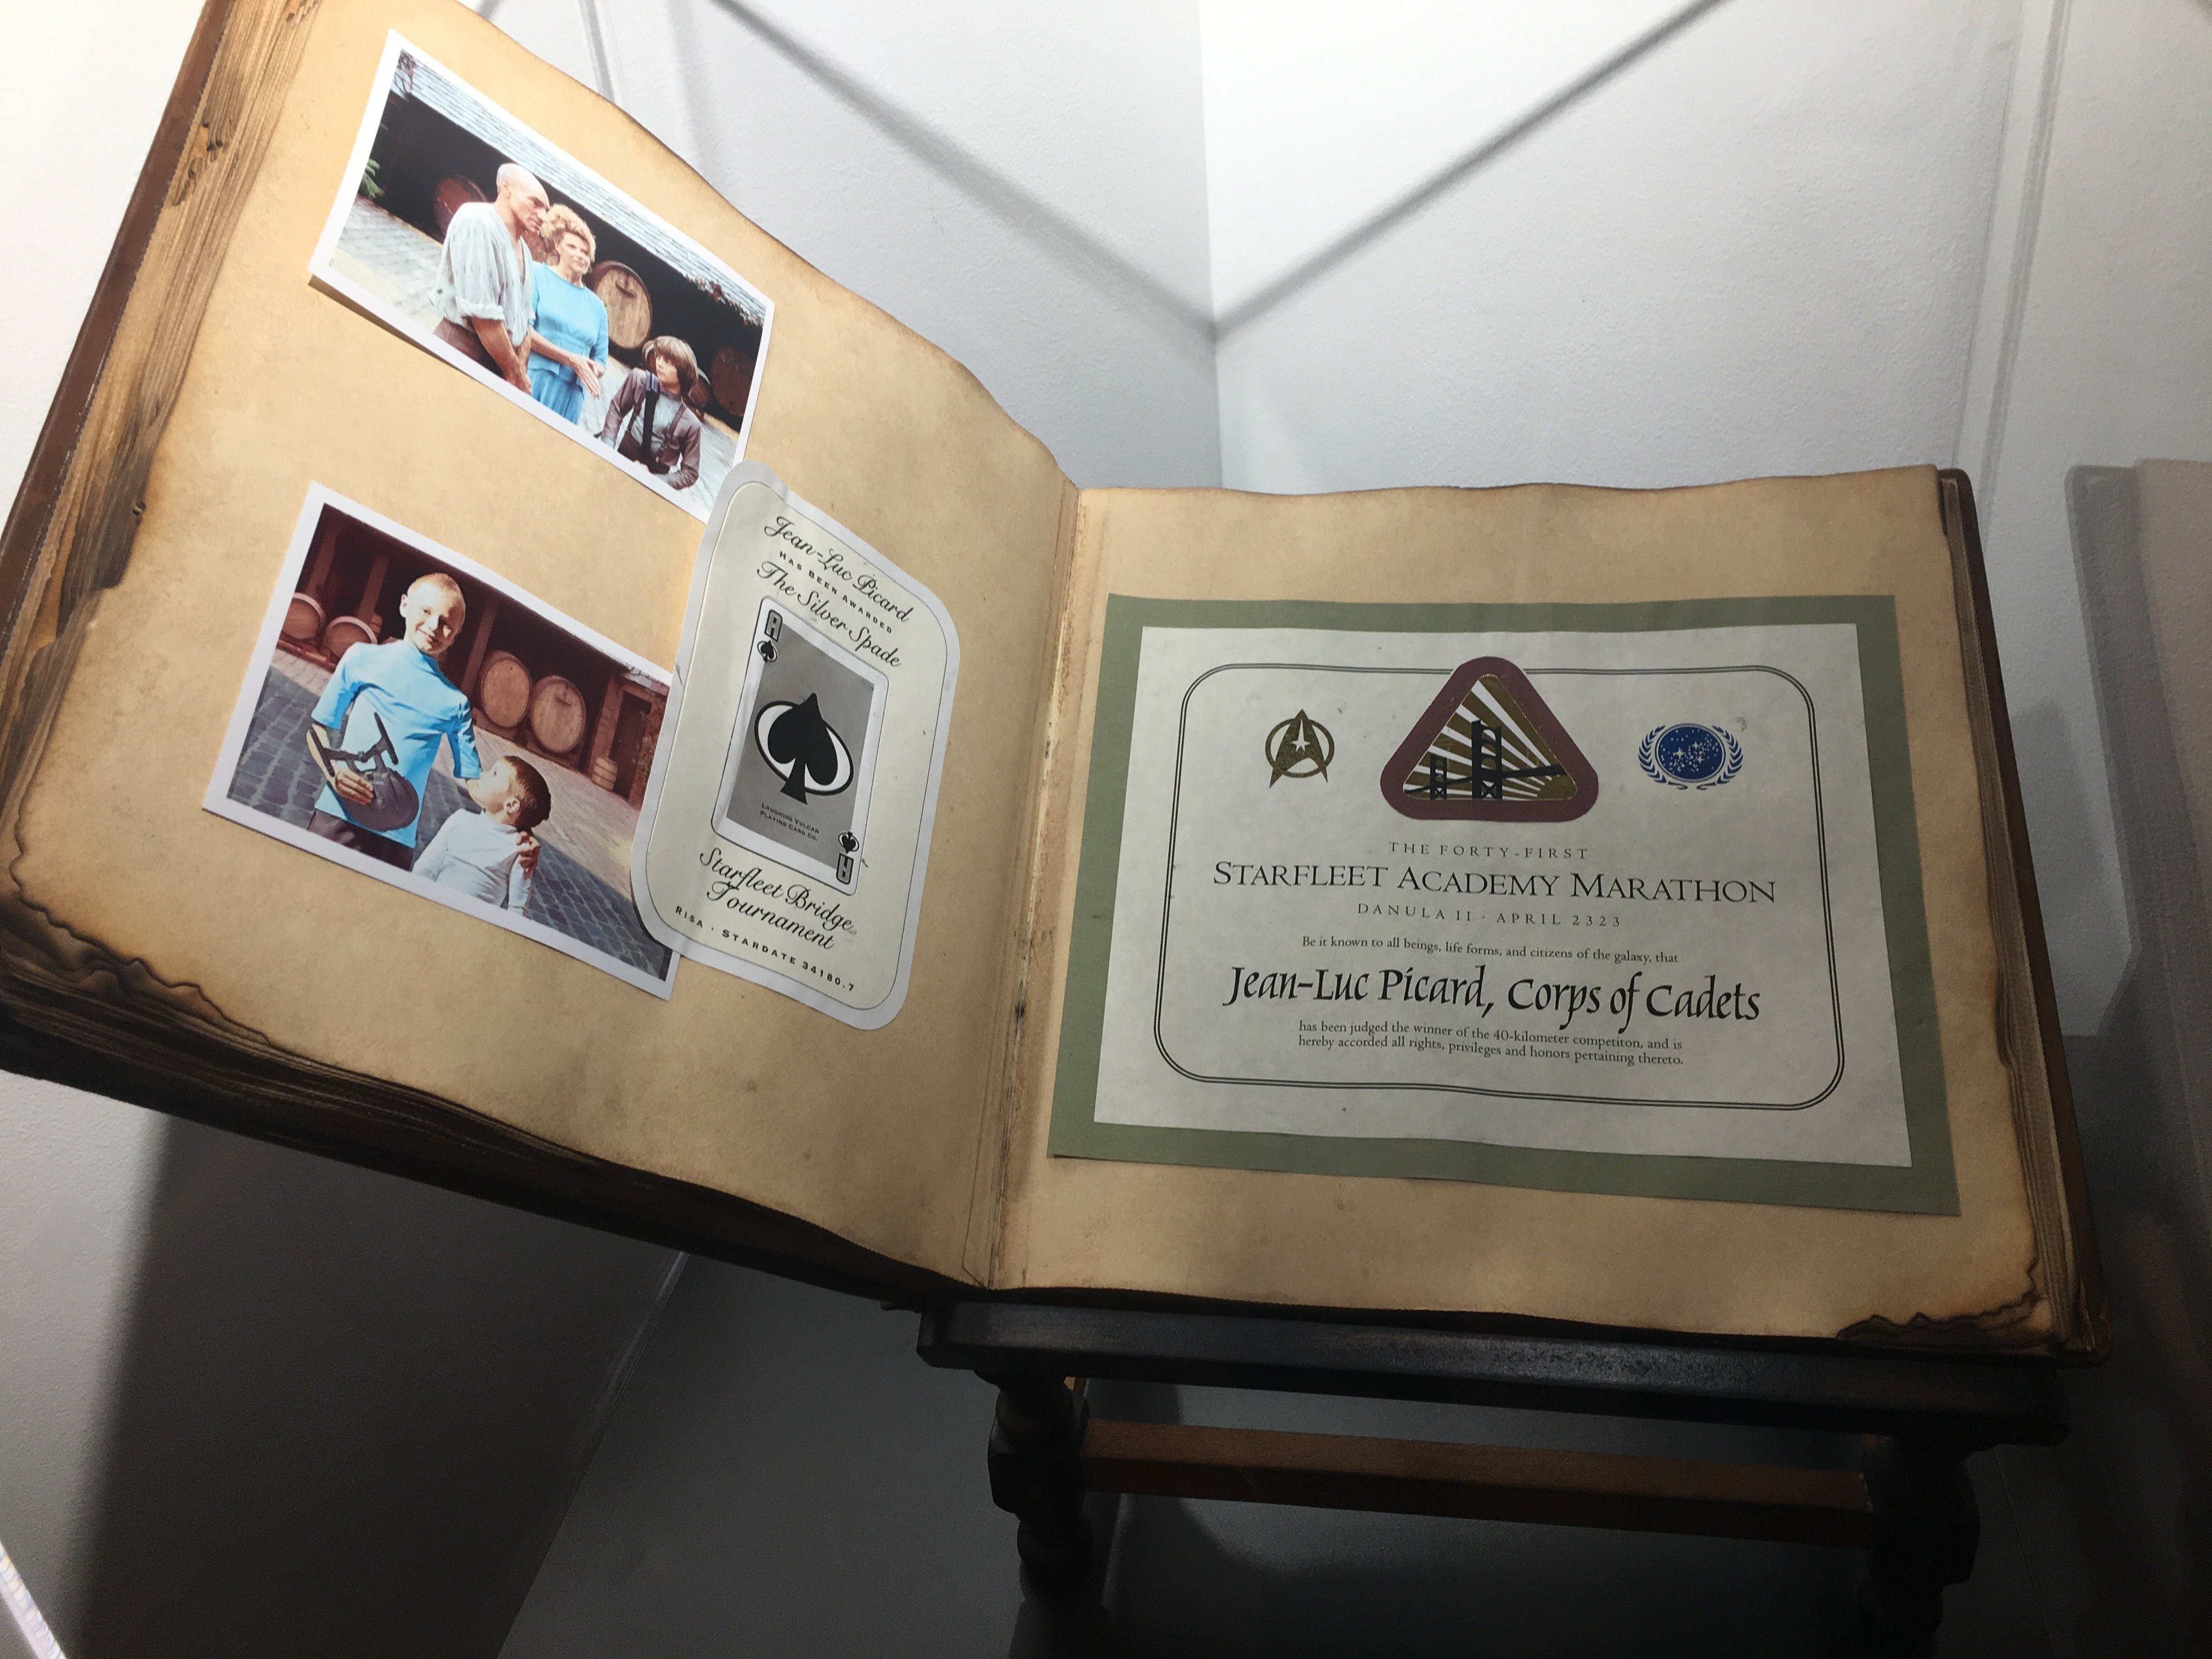 Jean-Luc Picard
HAS BEEN AWARDED
The Silver Spade
A
LAUGHING VULCAN
PLAYING CARD CO.
A
Starfleet Bridge
Tournament
RISA · STARDATE 34180.7
THE FORTY-FIRST
STARFLEET ACADEMY MARATHON
DANULA II · APRIL 2323
Be it known to all beings, life forms, and citizens of the galaxy, that
Jean-Luc Picard, Corps of Cadets
has been judged the winner of the 40-kilometer competiton, and is
hereby accorded all rights, privileges and honors pertaining thereto.